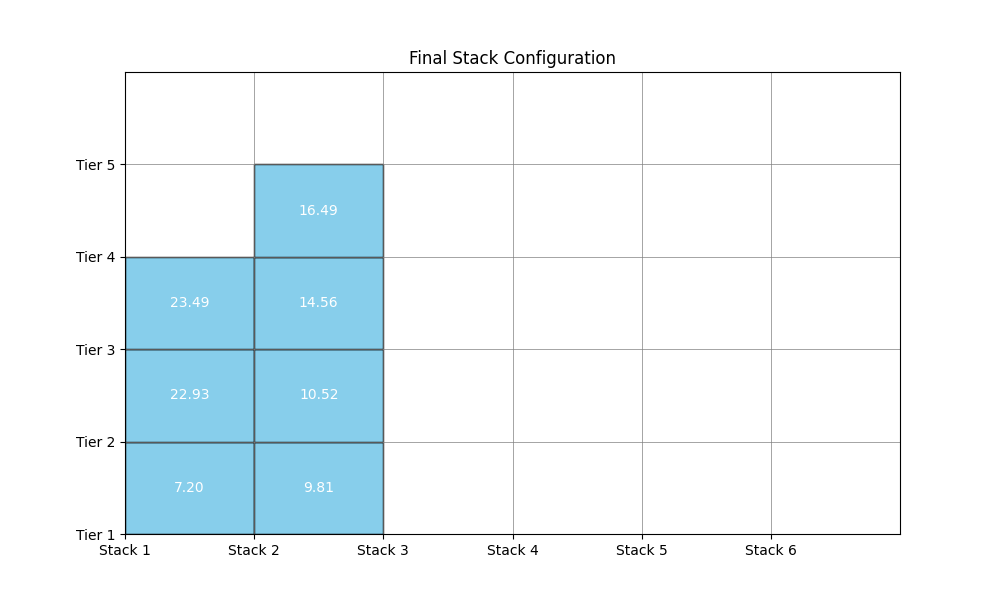 Final Stack Configuration
Tier 5
16.49
Tier 4
23.49 14.56
Tier 3
22.93 10.52
Tier 2
7.20 9.81
Tier 1
Stack 1 Stack 2 Stack 3 Stack 4 Stack 5 Stack 6